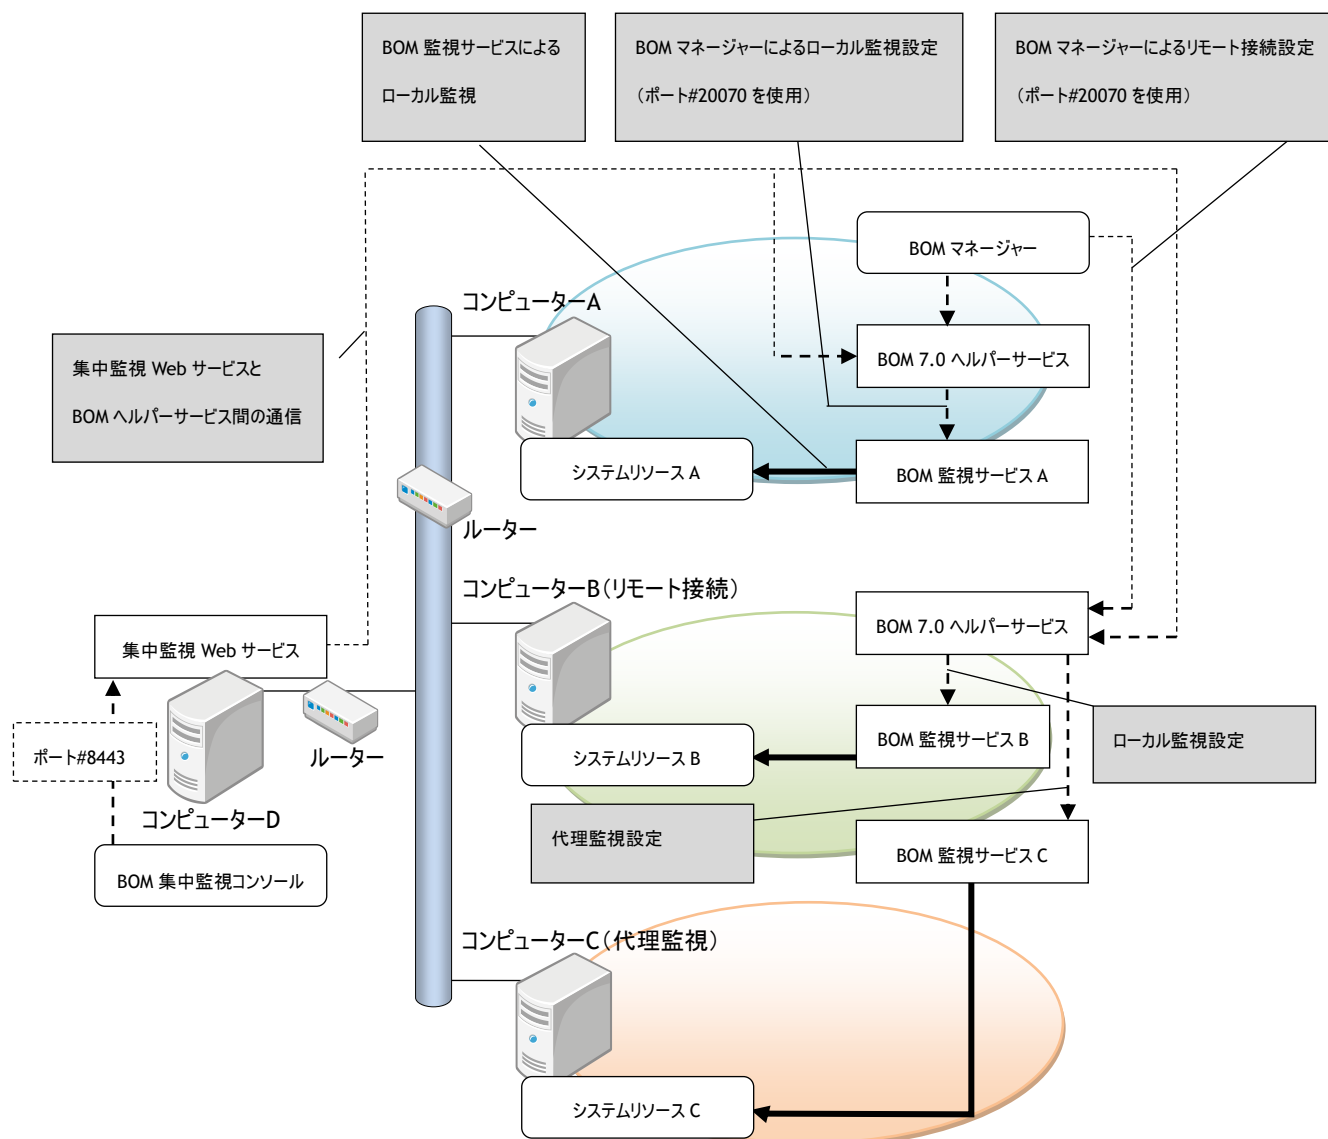 BOM 監視サービスによる
ローカル監視
BOM マネージャーによるローカル監視設定
（ポート#20070 を使用）
BOM マネージャーによるリモート接続設定
（ポート#20070 を使用）
BOM マネージャー
コンピューターA
集中監視 Web サービスと
BOM ヘルパーサービス間の通信
BOM 7.0 ヘルパーサービス
システムリソース A
BOM 監視サービス A
ルーター
コンピューターB（リモート接続）
BOM 7.0 ヘルパーサービス
集中監視 Web サービス
ポート#8443
ルーター
システムリソース B
BOM 監視サービス B
ローカル監視設定
コンピューターD
代理監視設定
BOM 監視サービス C
BOM 集中監視コンソール
コンピューターC（代理監視）
システムリソース C